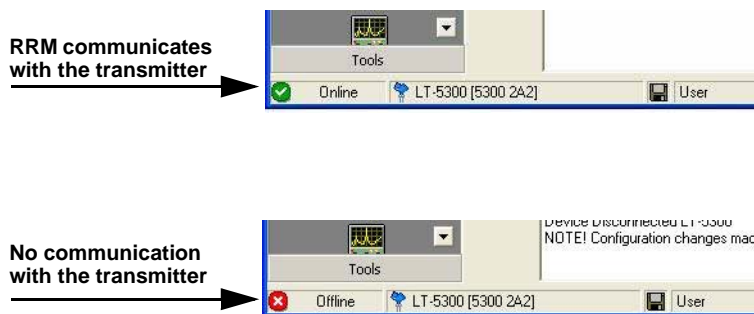 RRM communicates
with the transmitter
Tools
Online LT-5300 [5300 2A2] User
Device Disconnected LT-5300
NOTE! Configuration changes mac
No communication
with the transmitter
Tools
Offline LT-5300 [5300 2A2] User